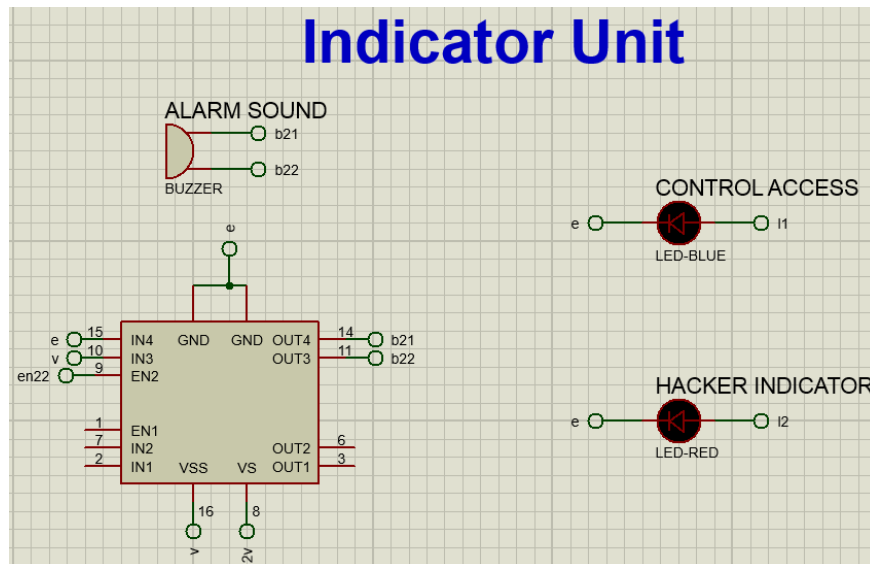 Indicator Unit
ALARM SOUND
b21
b22
BUZZER
CONTROL ACCESS
e l1
LED-BLUE
e
e 15 IN4 GND GND OUT4 14 b21
v 10 IN3 OUT3 11 b22
en22 9 EN2
HACKER INDICATOR
e l2
LED-RED
1 EN1
7 IN2 OUT2 6
2 IN1 VSS VS OUT1 3
16 8
v 2v